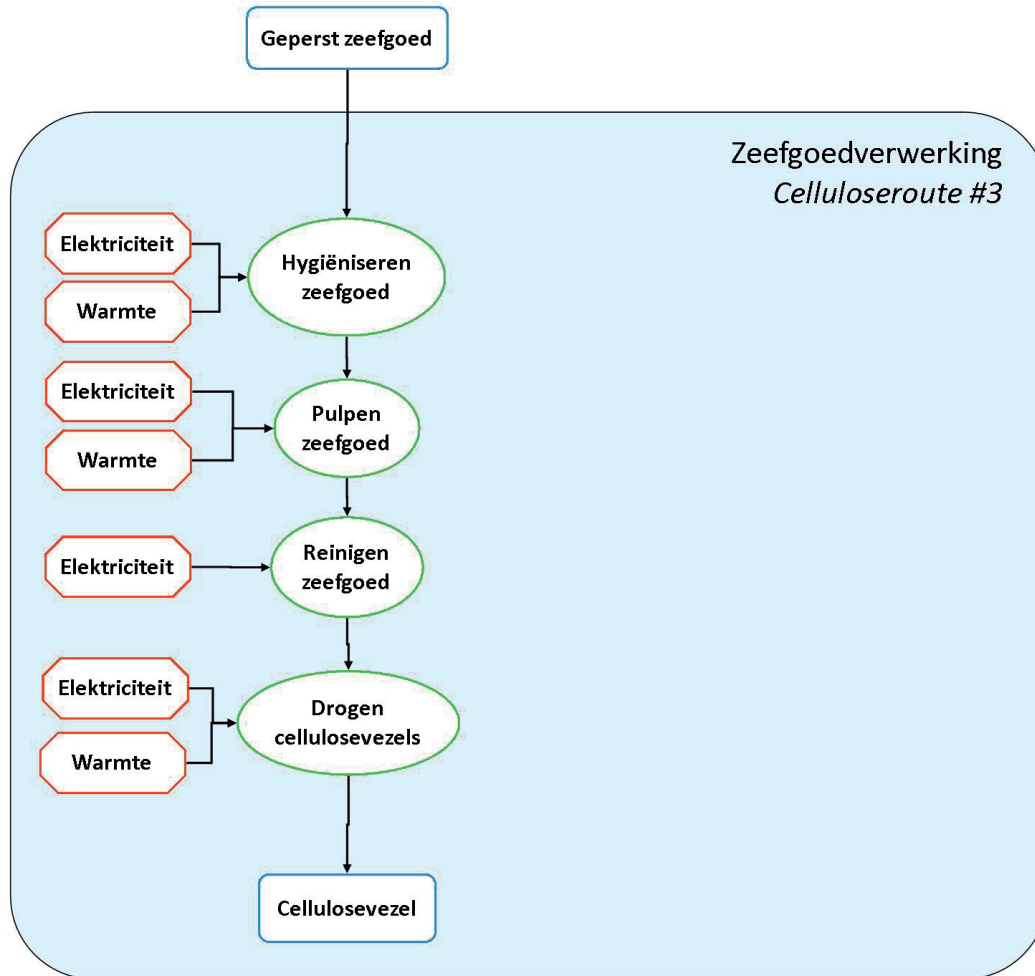 Geperst zeefgoed
Zeefgoedverwerking
Celluloseroute #3
Elektriciteit
Warmte
Hygiëniseren
zeefgoed
Elektriciteit
Warmte
Pulpen
zeefgoed
Elektriciteit
Reinigen
zeefgoed
Elektriciteit
Warmte
Drogen
cellulosevezels
Cellulosevezel